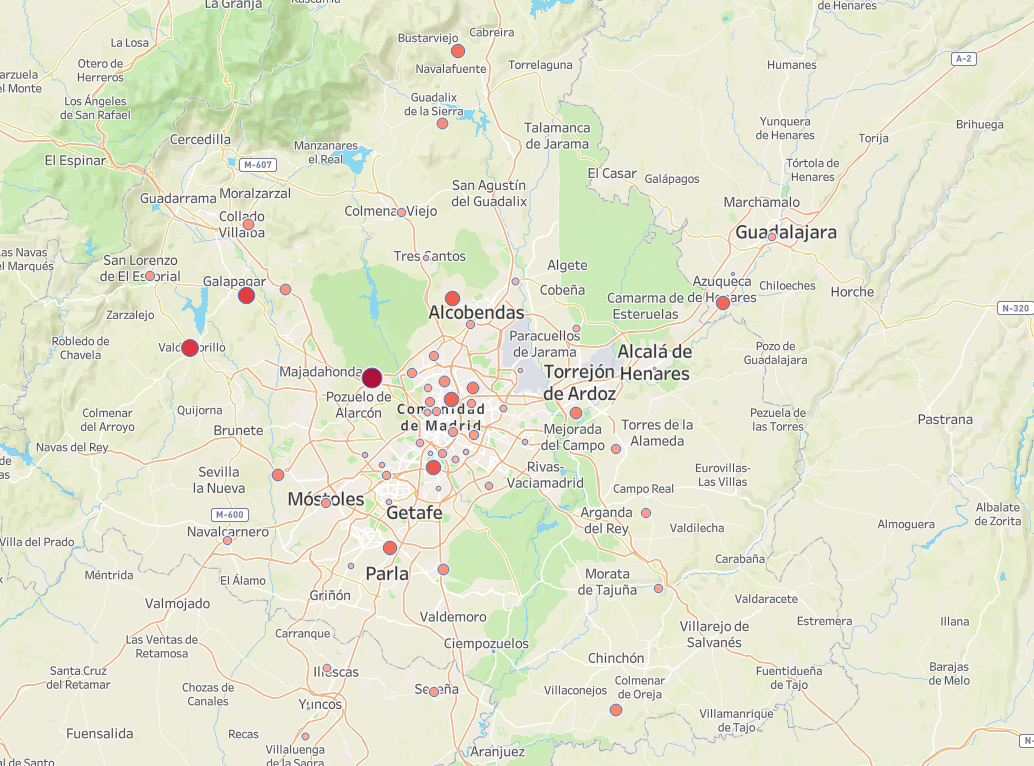 La Granja
Rascafría
de Henares
La Losa
Bustarviejo
Cabrera
Otero de
Herreros
Navalafuente
Torrelaguna
Humanes
A-2
arzuela
el Monte
Los Ángeles
de San Rafael
Guadalix
de la Sierra
Cercedilla
Manzanares
el Real
Talamanca
de Jarama
Yunquera
de Henares
Torija
Brihuega
El Espinar
M-607
El Casar
Galápagos
Tórtola de
Henares
Guadarrama
Moralzarzal
San Agustín
del Guadalix
Marchamalo
Collado
Villalba
Colmenar Viejo
Guadalajara
as Navas
el Marqués
San Lorenzo
de El Escorial
Tres Cantos
Algete
Galapagar
Azuqueca
de Henares
Chiloeches
Horche
Cobeña
Camarma de
Esteruelas
Zarzalejo
Alcobendas
N-320
Robledo de
Chavela
Valdemorillo
Paracuellos
de Jarama
Alcalá de
Henares
Pozo de
Guadalajara
Majadahonda
Torrejón
de Ardoz
Pozuelo de
Alarcón
Comunidad
de Madrid
Colmenar
del Arroyo
Quijorna
Pezuela de
las Torres
Pastrana
Navas del Rey
Brunete
Mejorada
del Campo
Torres de la
Alameda
de
as
Sevilla
la Nueva
Rivas-
Vaciamadrid
Eurovillas-
Las Villas
Móstoles
Campo Real
M-600
Getafe
Arganda
del Rey
Valdilecha
Almoguera
Albalate
de Zorita
Villa del Prado
Navalcarnero
Carabaña
Méntrida
El Álamo
Parla
Morata
de Tajuña
Valdaracete
Valmojado
Griñón
Valdemoro
Estremera
Illana
Carranque
Villarejo de
Salvanés
Las Ventas de
Retamosa
Ciempozuelos
Chinchón
Santa Cruz
del Retamar
Illescas
Fuentidueña
de Tajo
Barajas
de Melo
Chozas de
Canales
Seseña
Villaconejos
Colmenar
de Oreja
Yuncos
Villamanrique
de Tajo
Fuensalida
Recas
Villaluenga
de la Sagra
Aranjuez
N-
al de Santo